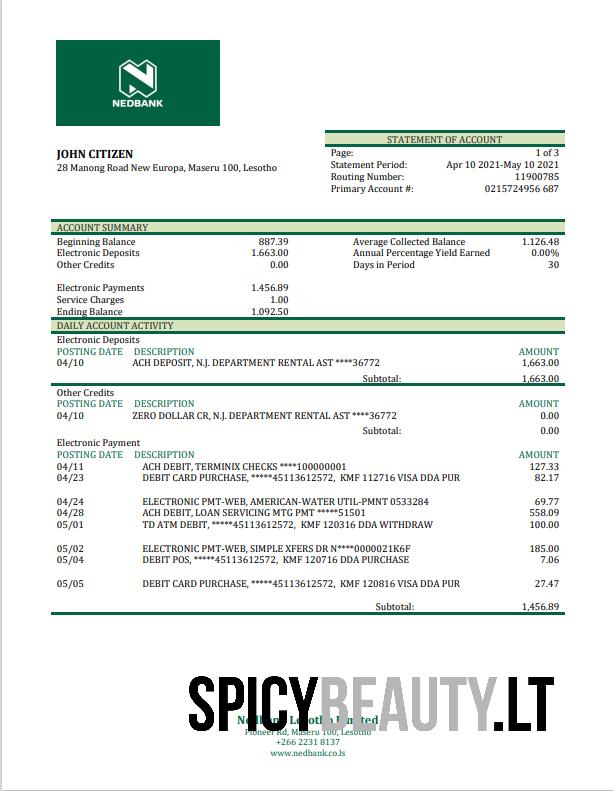 NEDBANK
STATEMENT OF ACCOUNT
JOHN CITIZEN
28 Manong Road New Europa, Maseru 100, Lesotho
Page: 1 of 3
Statement Period: Apr 10 2021-May 10 2021
Routing Number: 11900785
Primary Account #: 0215724956 687
ACCOUNT SUMMARY
Beginning Balance 887.39 Average Collected Balance 1.126.48
Electronic Deposits 1.663.00 Annual Percentage Yield Earned 0.00%
Other Credits 0.00 Days in Period 30
Electronic Payments 1.456.89
Service Charges 1.00
Ending Balance 1.092.50
DAILY ACCOUNT ACTIVITY
Electronic Deposits
POSTING DATE DESCRIPTION AMOUNT
04/10 ACH DEPOSIT, N.J. DEPARTMENT RENTAL AST ****36772 1,663.00
Subtotal: 1,663.00
Other Credits
POSTING DATE DESCRIPTION AMOUNT
04/10 ZERO DOLLAR CR, N.J. DEPARTMENT RENTAL AST ****36772 0.00
Subtotal: 0.00
Electronic Payment
POSTING DATE DESCRIPTION AMOUNT
04/11 ACH DEBIT, TERMINIX CHECKS ****100000001 127.33
04/23 DEBIT CARD PURCHASE, *****45113612572, KMF 112716 VISA DDA PUR 82.17
04/24 ELECTRONIC PMT-WEB, AMERICAN-WATER UTIL-PMNT 0533284 69.77
04/28 ACH DEBIT, LOAN SERVICING MTG PMT *****51501 558.09
05/01 TD ATM DEBIT, *****45113612572, KMF 120316 DDA WITHDRAW 100.00
05/02 ELECTRONIC PMT-WEB, SIMPLE XFERS DR N****0000021K6F 185.00
05/04 DEBIT POS, *****45113612572, KMF 120716 DDA PURCHASE 7.06
05/05 DEBIT CARD PURCHASE, *****45113612572, KMF 120816 VISA DDA PUR 27.47
Subtotal: 1,456.89
SPICYBEAUTY.LT
Nedbank Lesotho Limited
Pioneer Rd, Maseru 100, Lesotho
+266 2231 8137
www.nedbank.co.ls